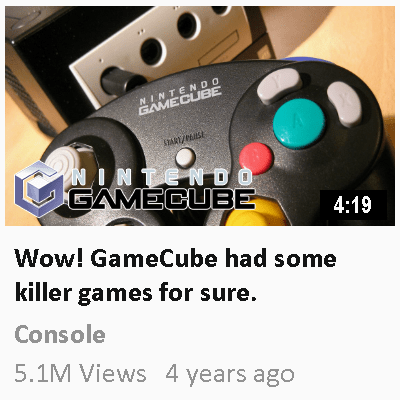 NINTENDO
GAMECUBE
START/PAUSE
A
NINTENDO
GAMECUBE
4:19
Wow! GameCube had some
killer games for sure.
Console
5.1M Views 4 years ago